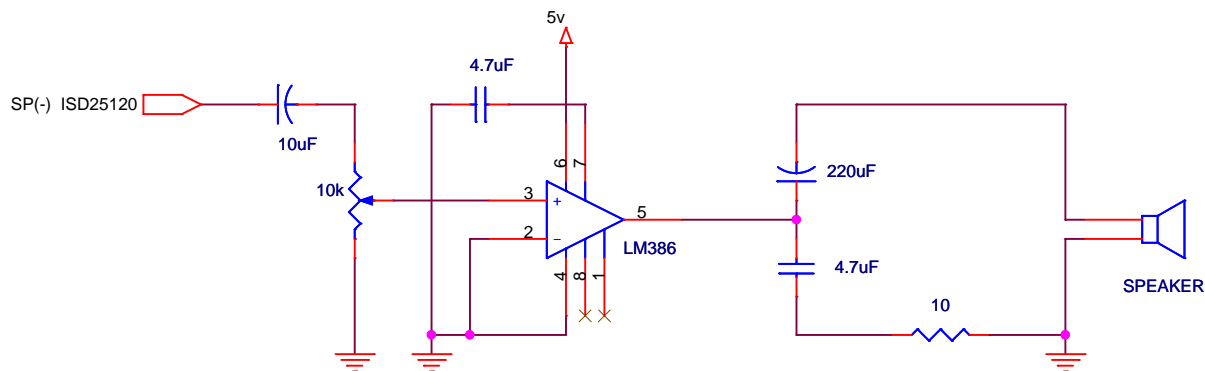 5v
4.7uF
SP(-) ISD25120
10uF
6
7
220uF
10k
3
+
5
2
−
LM386
4.7uF
4
8
1
SPEAKER
10